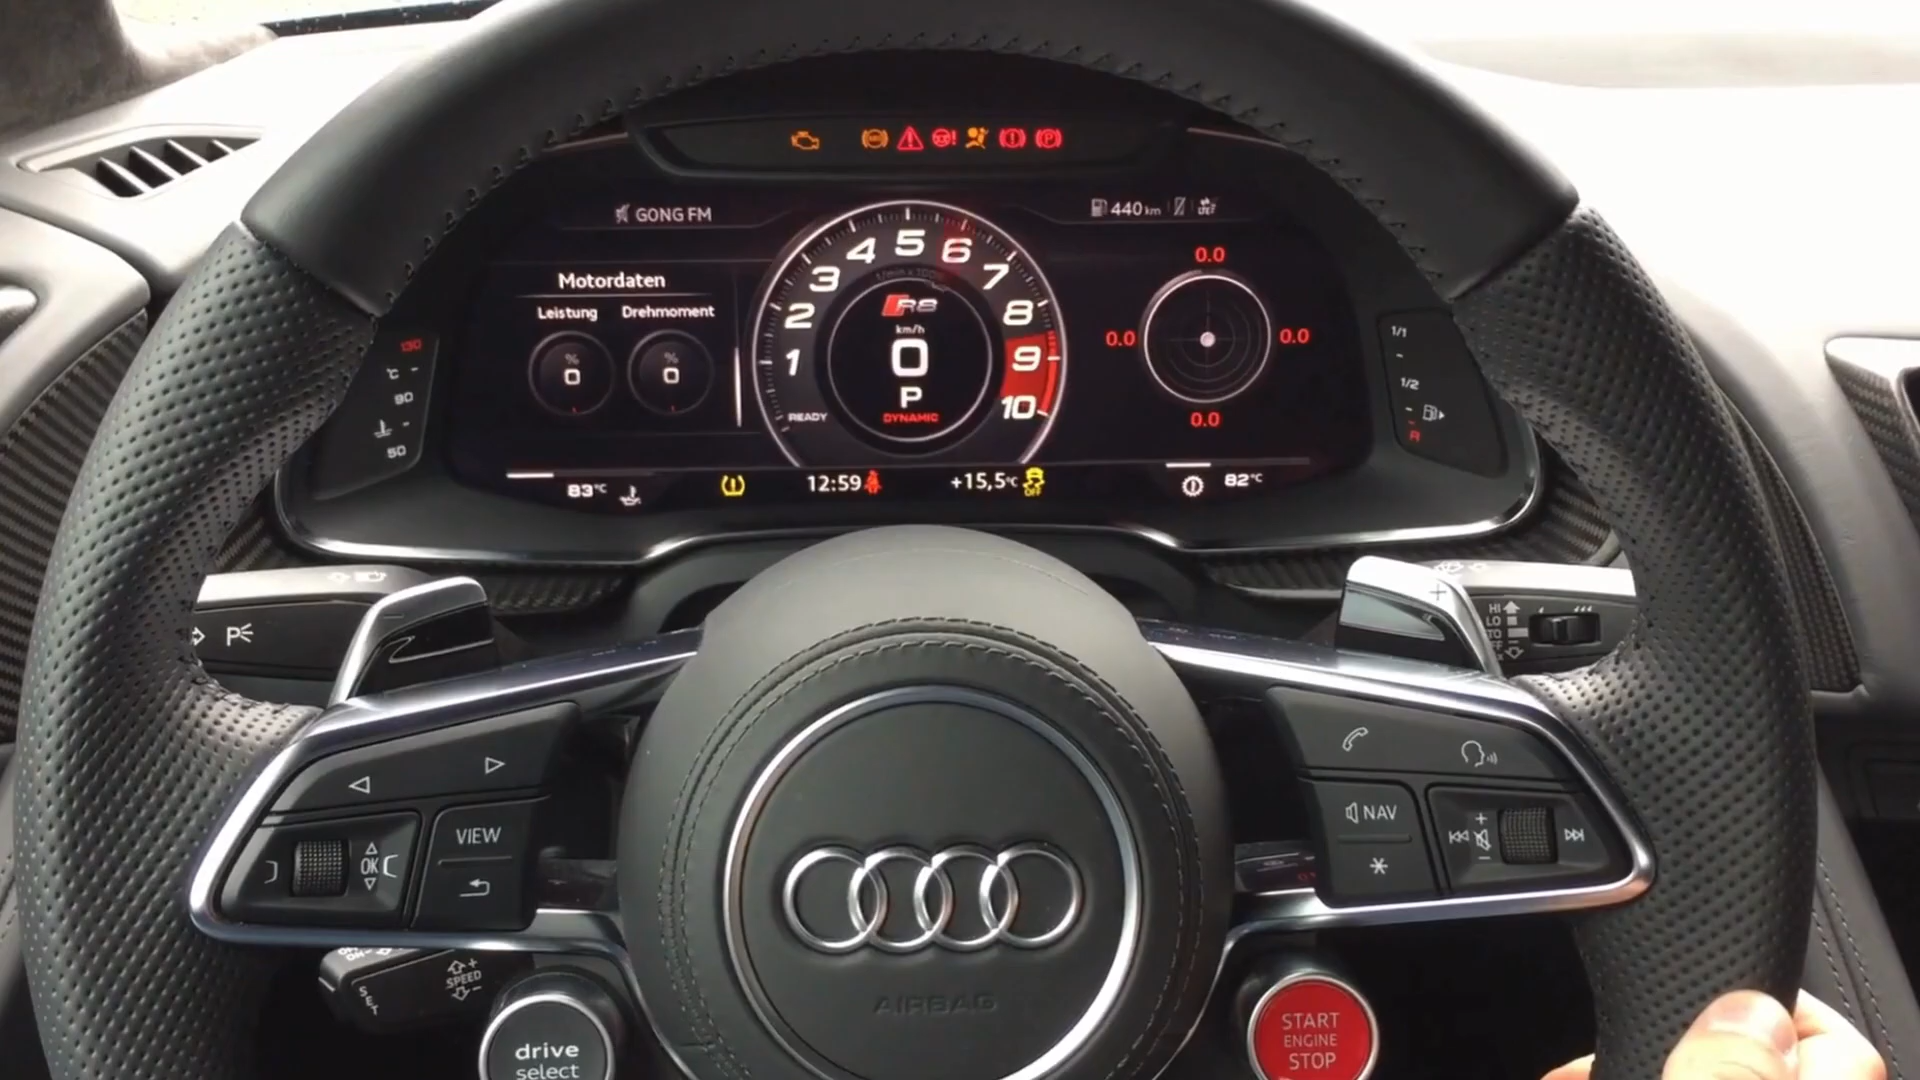 GONG FM
440 km
Motordaten
Leistung Drehmoment
% %
0 0
1 2 3 4 5 6 7 8 9 10
R8
km/h
0
P
READY
DYNAMIC
0.0
0.0 0.0
0.0
130
°C
90
50
1/1
1/2
R
83°C
12:59
+15,5°C
OFF
82°C
P
HI
LO
VIEW
OK
NAV
SPEED
SET
AIRBAG
drive
select
START
ENGINE
STOP